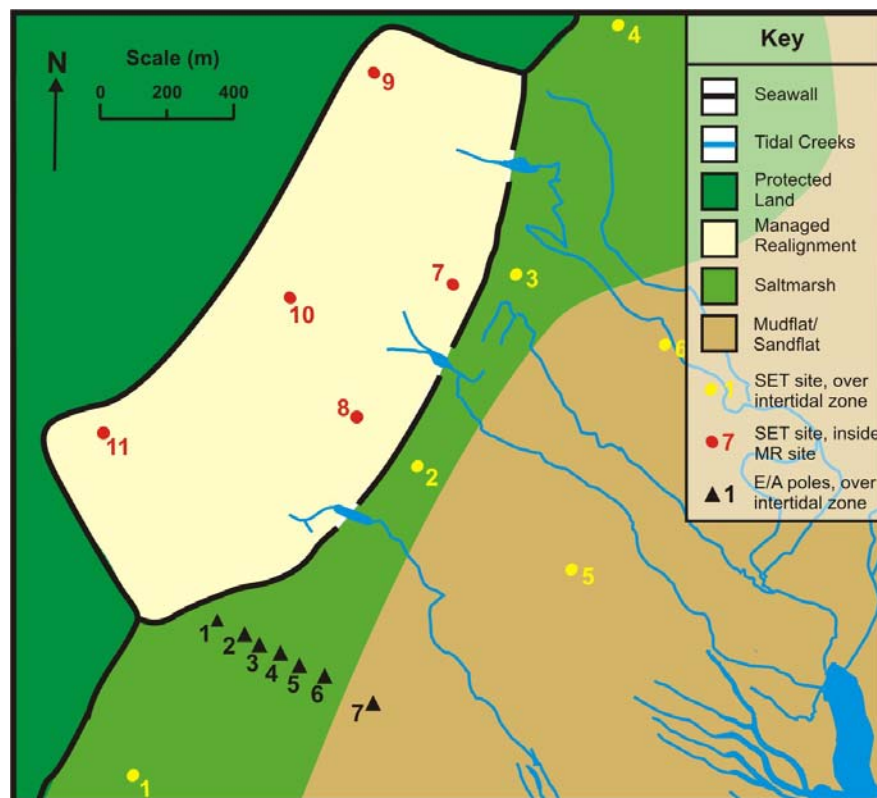 N
Scale (m)
0 200 400
Key
Seawall
Tidal Creeks
Protected
Land
Managed
Realignment
Saltmarsh
Mudflat/
Sandflat
1
SET site, over
intertidal zone
7
SET site, inside
MR site
1
E/A poles, over
intertidal zone
4
9
3
7
10
6
8
11
2
5
1
2
3
4
5
6
7
1